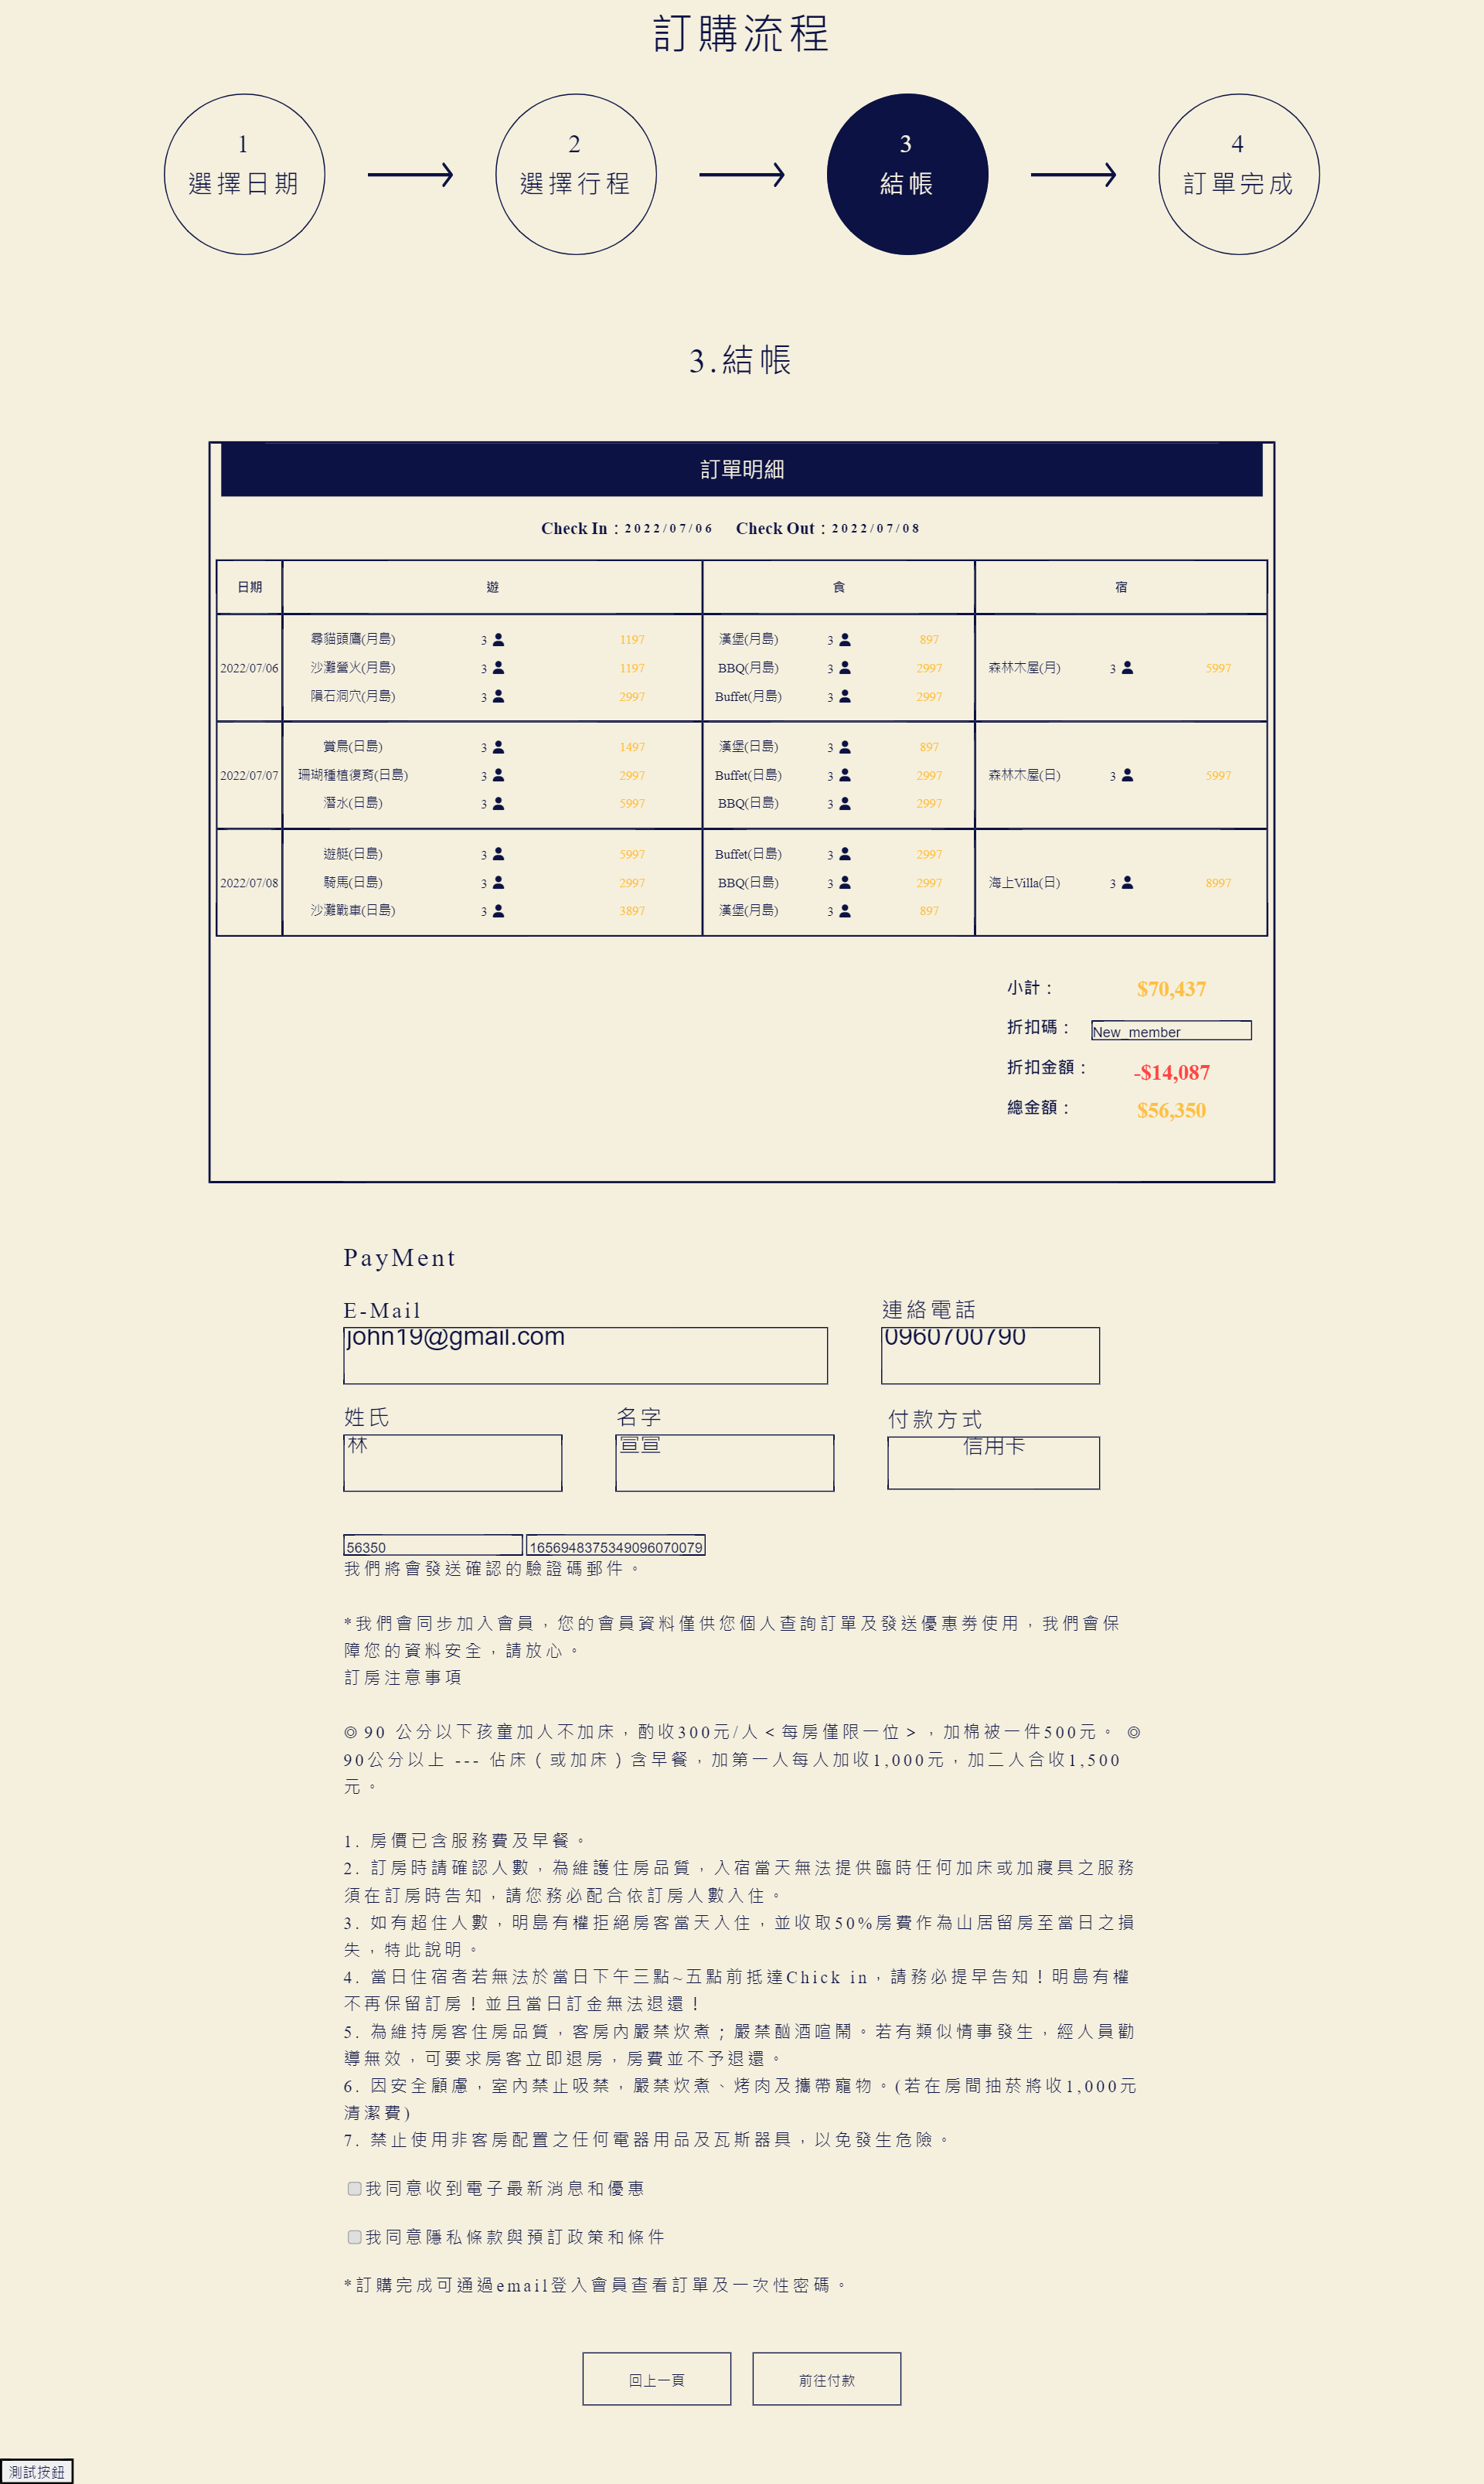 訂購流程
1
選擇日期
2
選擇行程
3
結帳
4
訂單完成
3.結帳
訂單明細
Check In：2022/07/06 Check Out：2022/07/08
日期 遊 食 宿
2022/07/06
尋貓頭鷹(月島) 3 1197
沙灘營火(月島) 3 1197
隕石洞穴(月島) 3 2997
漢堡(月島) 3 897
BBQ(月島) 3 2997
Buffet(月島) 3 2997
森林木屋(月) 3 5997
2022/07/07
賞鳥(日島) 3 1497
珊瑚種植復育(日島) 3 2997
潛水(日島) 3 5997
漢堡(日島) 3 897
Buffet(日島) 3 2997
BBQ(日島) 3 2997
森林木屋(日) 3 5997
2022/07/08
遊艇(日島) 3 5997
騎馬(日島) 3 2997
沙灘戰車(日島) 3 3897
Buffet(日島) 3 2997
BBQ(日島) 3 2997
漢堡(月島) 3 897
海上Villa(日) 3 8997
小計： $70,437
折扣碼： New_member
折扣金額： -$14,087
總金額： $56,350
PayMent
E-Mail
john19@gmail.com
連絡電話
0960700790
姓氏
林
名字
宣宣
付款方式
信用卡
56350 1656948375349096070079
我們將會發送確認的驗證碼郵件。
*我們會同步加入會員，您的會員資料僅供您個人查詢訂單及發送優惠劵使用，我們會保
障您的資料安全，請放心。
訂房注意事項
◎ 90 公分以下孩童加人不加床，酌收300元/人＜每房僅限一位＞，加棉被一件500元。 ◎
90公分以上 --- 佔床（或加床）含早餐，加第一人每人加收1,000元，加二人合收1,500
元。
1. 房價已含服務費及早餐。
2. 訂房時請確認人數，為維護住房品質，入宿當天無法提供臨時任何加床或加寢具之服務
須在訂房時告知，請您務必配合依訂房人數入住。
3. 如有超住人數，明島有權拒絕房客當天入住，並收取50%房費作為山居留房至當日之損
失，特此說明。
4. 當日住宿者若無法於當日下午三點~五點前抵達Chick in，請務必提早告知！明島有權
不再保留訂房！並且當日訂金無法退還！
5. 為維持房客住房品質，客房內嚴禁炊煮；嚴禁酗酒喧鬧。若有類似情事發生，經人員勸
導無效，可要求房客立即退房，房費並不予退還。
6. 因安全顧慮，室內禁止吸禁，嚴禁炊煮、烤肉及攜帶寵物。(若在房間抽菸將收1,000元
清潔費)
7. 禁止使用非客房配置之任何電器用品及瓦斯器具，以免發生危險。
我同意收到電子最新消息和優惠
我同意隱私條款與預訂政策和條件
*訂購完成可通過email登入會員查看訂單及一次性密碼。
回上一頁 前往付款
測試按鈕